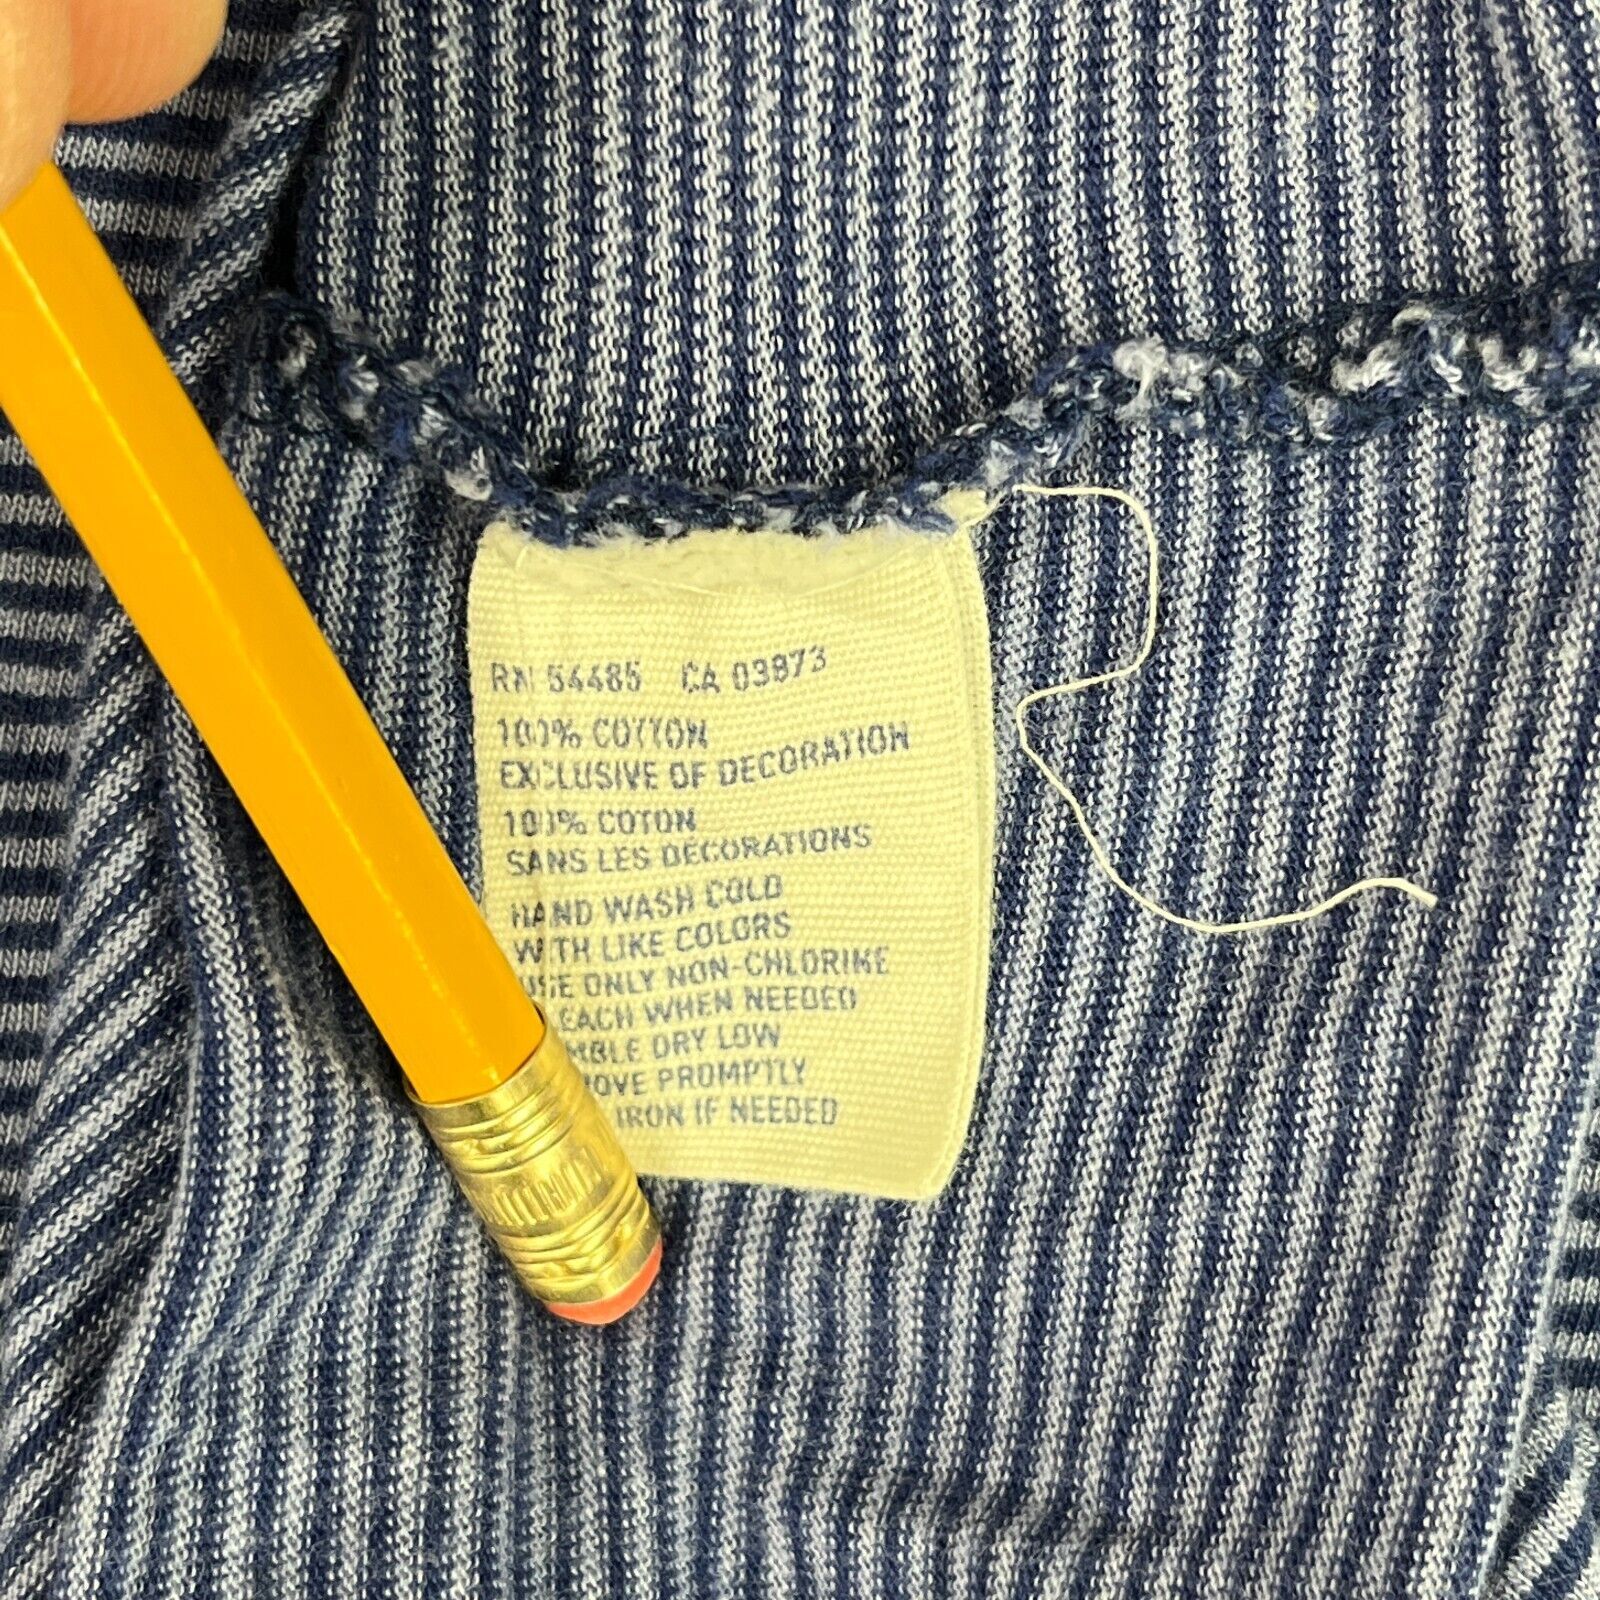 RN 54485 CA 03873
100% COTTON
EXCLUSIVE OF DECORATION
100% COTON
SANS LES DECORATIONS
HAND WASH COLD
WITH LIKE COLORS
USE ONLY NON-CHLORINE
EACH WHEN NEEDED
MBLE DRY LOW
OVE PROMPTLY
IRON IF NEEDED